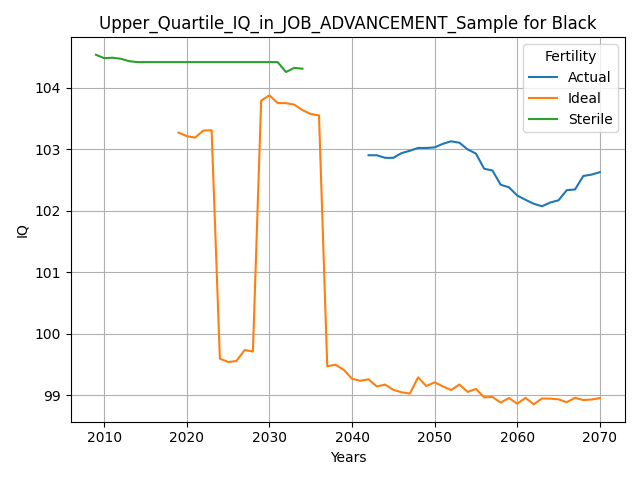 Upper_Quartile_IQ_in_JOB_ADVANCEMENT_Sample for Black
Fertility
Actual
Ideal
Sterile
104
103
102
101
100
99
IQ
2010 2020 2030 2040 2050 2060 2070
Years